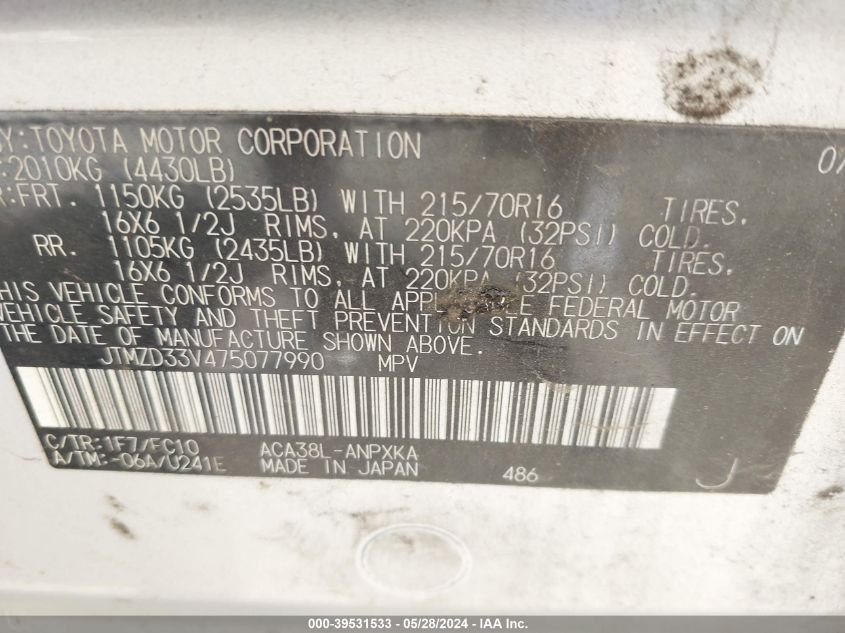 Y:TOYOTA MOTOR CORPORATION 07
:2010KG (4430LB)
R:FRT. 1150KG (2535LB) WITH 215/70R16 TIRES,
16X6 1/2J RIMS, AT 220KPA (32PSI) COLD.
RR. 1105KG (2435LB) WITH 215/70R16 TIRES,
16X6 1/2J RIMS, AT 220KPA (32PSI) COLD.
HIS VEHICLE CONFORMS TO ALL FEDERAL MOTOR
VEHICLE SAFETY AND THEFT PREVENTION STANDARDS IN EFFECT ON
THE DATE OF MANUFACTURE SHOWN ABOVE.
JTMZD33V475077990 MPV
C/TR:1F7/FC10 ACA38L-ANPXKA
A/TM:-06A/U241E MADE IN JAPAN 486 J
000-39531533 - 05/28/2024 - IAA Inc.